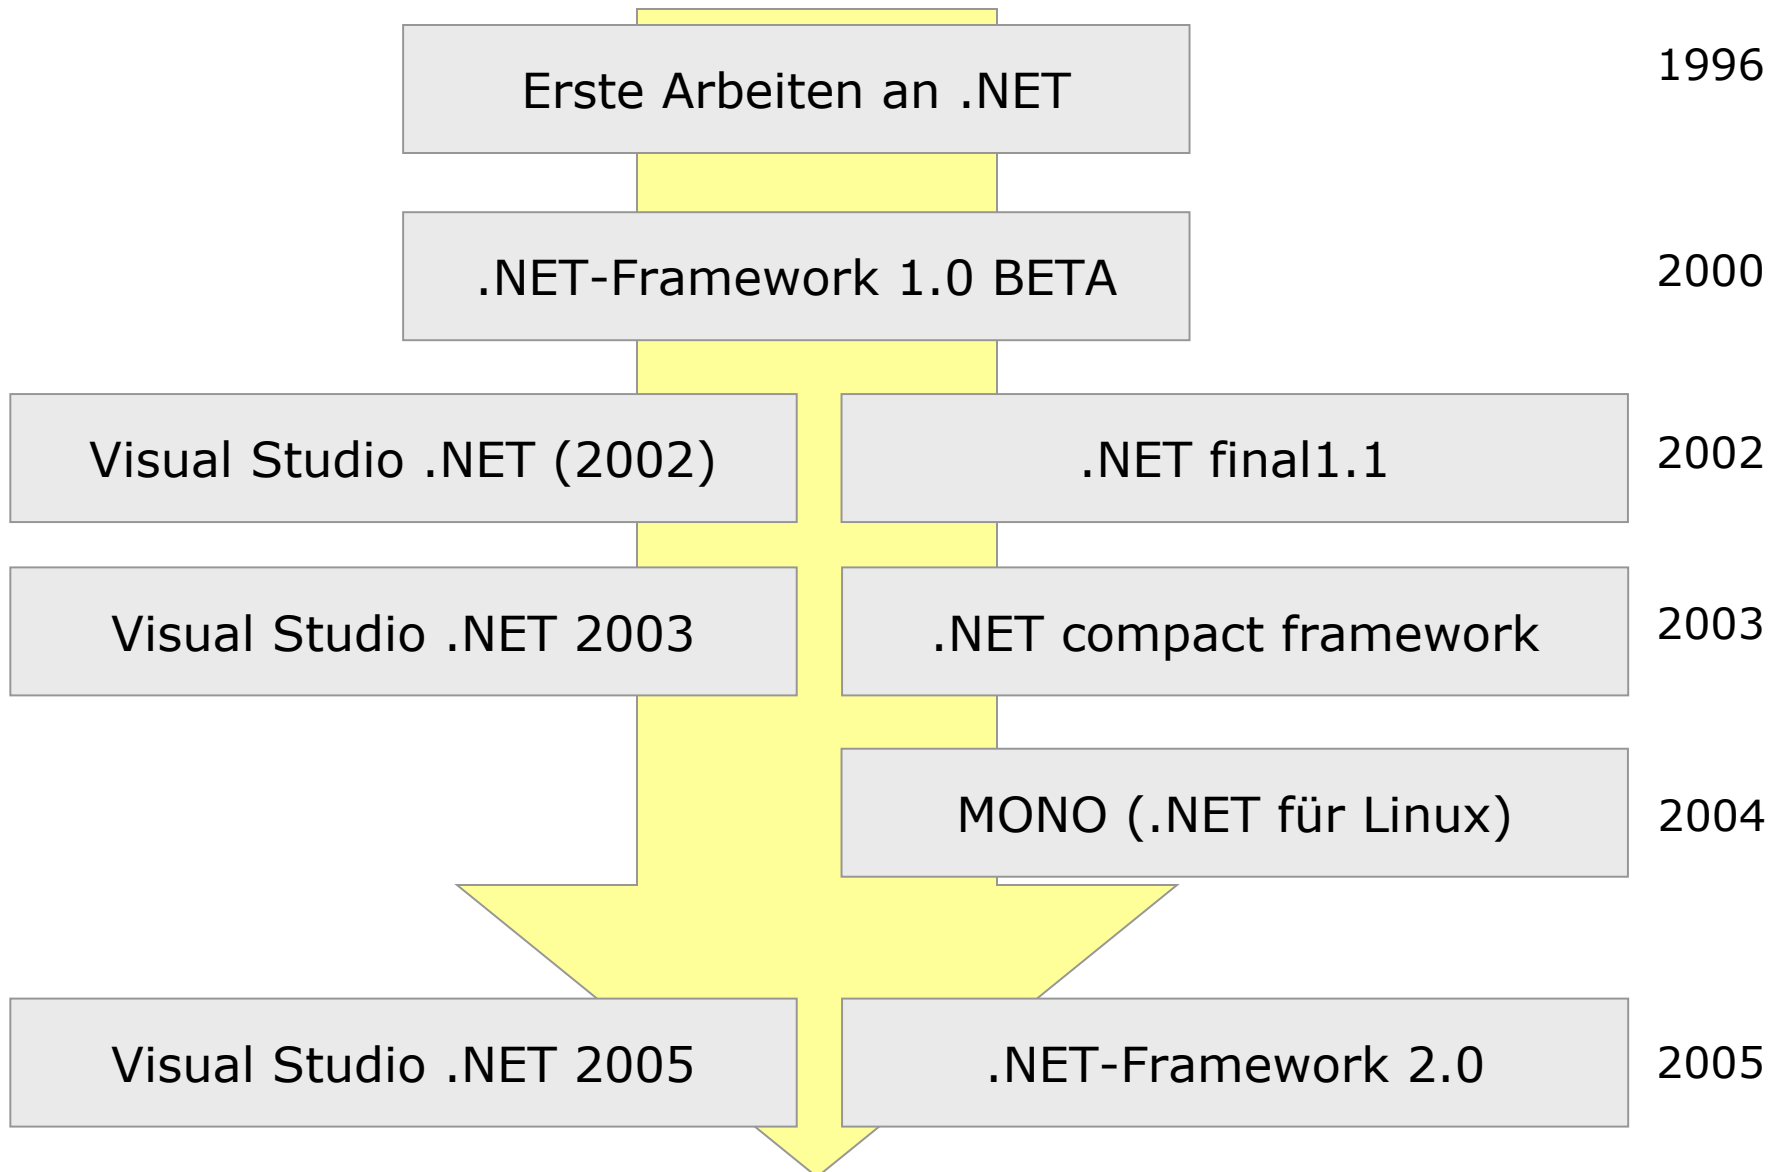 Erste Arbeiten an .NET
1996
.NET-Framework 1.0 BETA
2000
Visual Studio .NET (2002)
.NET final1.1
2002
Visual Studio .NET 2003
.NET compact framework
2003
MONO (.NET für Linux)
2004
Visual Studio .NET 2005
.NET-Framework 2.0
2005